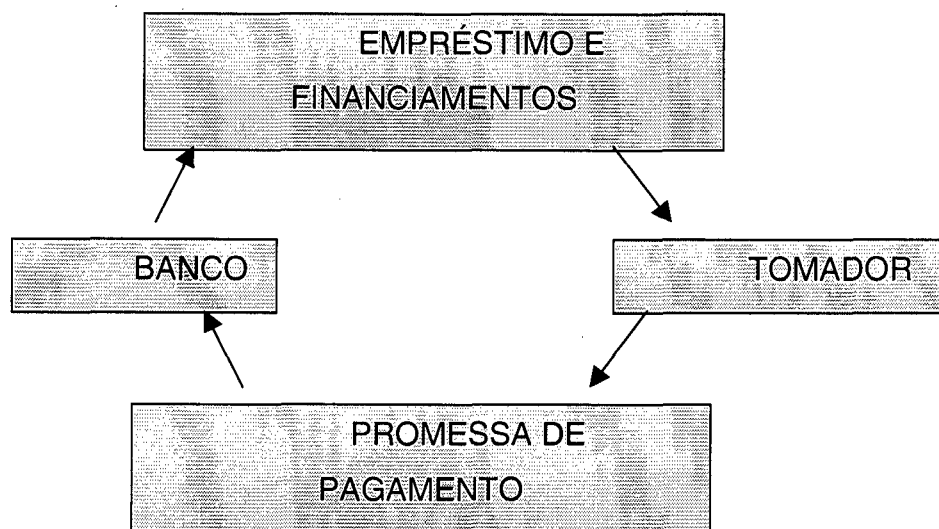 EMPRÉSTIMO E
FINANCIAMENTOS
BANCO
TOMADOR
PROMESSA DE
PAGAMENTO